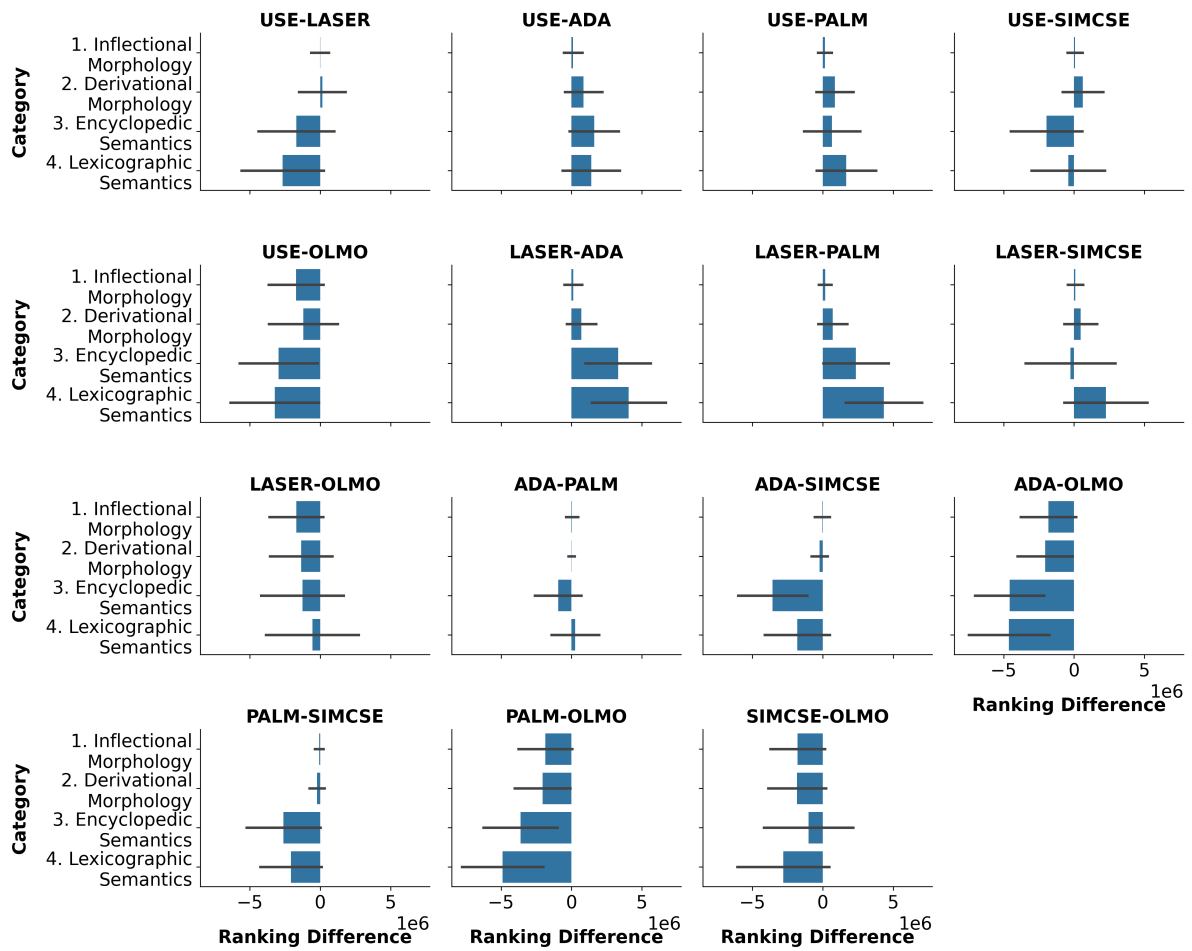 USE-LASER
USE-ADA
USE-PALM
USE-SIMCSE
Category
1. Inflectional
Morphology
2. Derivational
Morphology
3. Encyclopedic
Semantics
4. Lexicographic
Semantics
USE-OLMO
LASER-ADA
LASER-PALM
LASER-SIMCSE
Category
1. Inflectional
Morphology
2. Derivational
Morphology
3. Encyclopedic
Semantics
4. Lexicographic
Semantics
LASER-OLMO
ADA-PALM
ADA-SIMCSE
ADA-OLMO
Category
1. Inflectional
Morphology
2. Derivational
Morphology
3. Encyclopedic
Semantics
4. Lexicographic
Semantics
−5 0 5
1e6
Ranking Difference
PALM-SIMCSE
PALM-OLMO
SIMCSE-OLMO
Category
1. Inflectional
Morphology
2. Derivational
Morphology
3. Encyclopedic
Semantics
4. Lexicographic
Semantics
−5 0 5
1e6
Ranking Difference
−5 0 5
1e6
Ranking Difference
−5 0 5
1e6
Ranking Difference